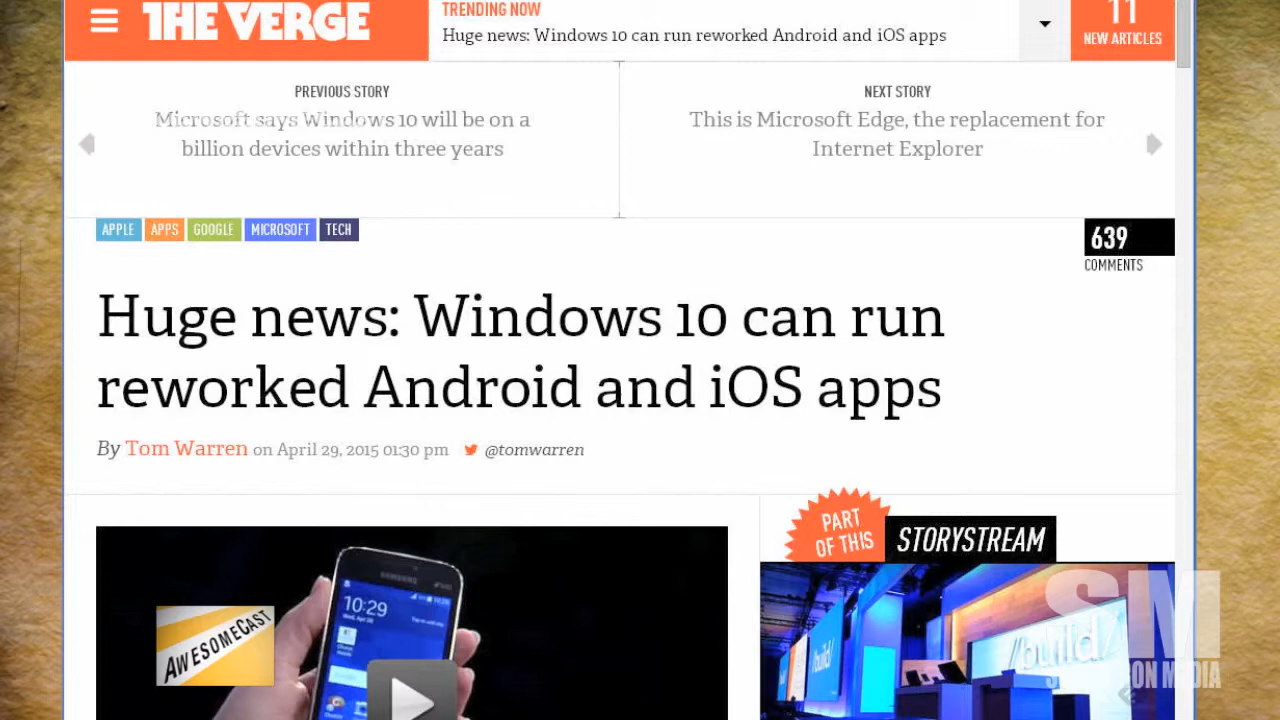 THE VERGE
TRENDING NOW
Huge news: Windows 10 can run reworked Android and iOS apps
11
NEW ARTICLES
PREVIOUS STORY
Microsoft says Windows 10 will be on a
billion devices within three years
NEXT STORY
This is Microsoft Edge, the replacement for
Internet Explorer
APPLE APPS GOOGLE MICROSOFT TECH
639
COMMENTS
Huge news: Windows 10 can run
reworked Android and iOS apps
By Tom Warren on April 29, 2015 01:30 pm @tomwarren
PART
OF THIS
STORYSTREAM
SAMSUNG
10:29
AWESOMECAST
//build/
//build/
SM
ON MEDIA